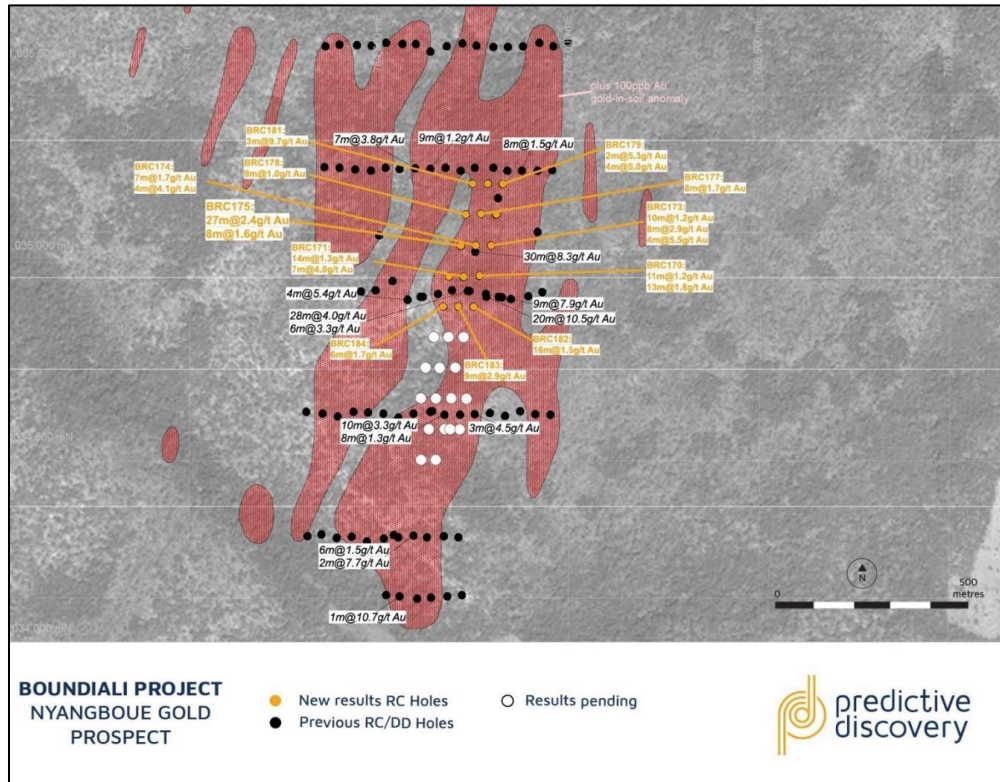 plus 100ppb Au
gold-in-soil anomaly
BRC181:
3m@9.7g/t Au
7m@3.8g/t Au
9m@1.2g/t Au
8m@1.5g/t Au
BRC179:
2m@5.3g/t Au
4m@5.0g/t Au
BRC174:
7m@1.7g/t Au
4m@4.1g/t Au
BRC178:
9m@1.0g/t Au
BRC177:
8m@1.7g/t Au
BRC175:
27m@2.4g/t Au
8m@1.6g/t Au
BRC173:
10m@1.2g/t Au
8m@2.9g/t Au
4m@5.5g/t Au
035,000 mN
BRC171:
14m@1.3g/t Au
7m@4.0g/t Au
30m@8.3g/t Au
BRC170:
11m@1.2g/t Au
13m@1.8g/t Au
4m@5.4g/t Au
28m@4.0g/t Au
6m@3.3g/t Au
9m@7.9g/t Au
20m@10.5g/t Au
BRC184:
6m@1.7g/t Au
BRC182:
16m@1.5g/t Au
BRC183:
9m@2.9g/t Au
10m@3.3g/t Au
8m@1.3g/t Au
3m@4.5g/t Au
6m@1.5g/t Au
2m@7.7g/t Au
1m@10.7g/t Au
034,000 mN
N
0
500
metres
BOUNDIALI PROJECT
NYANGBOUE GOLD
PROSPECT
New results RC Holes
Previous RC/DD Holes
Results pending
predictive
discovery